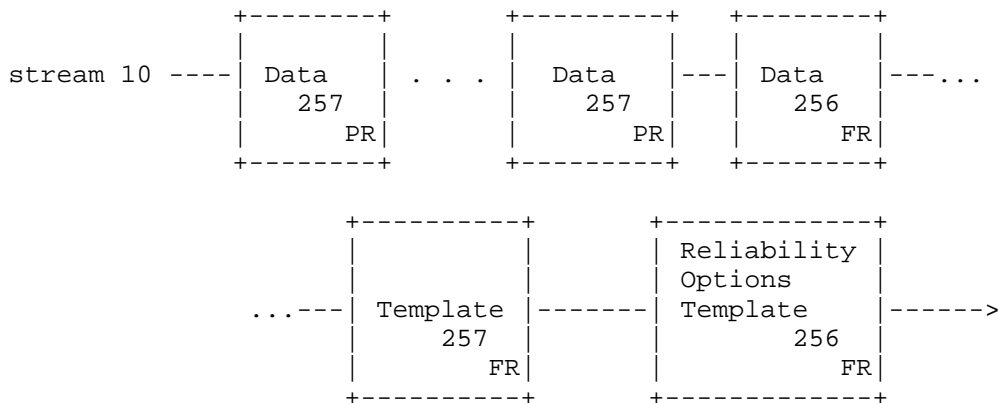 stream 10 ----| Data | . . . | Data |---| Data |---...
257 257 256
PR PR FR
Reliability
Options
...---| Template |-------| Template |------>
257 256
FR FR